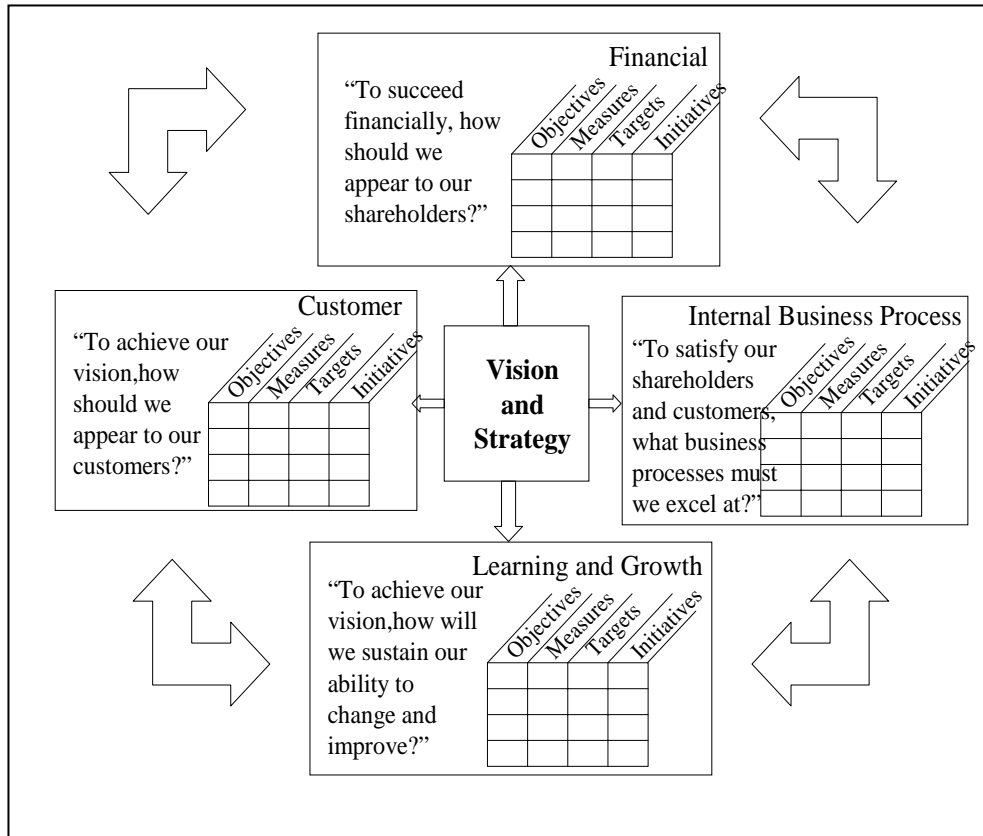 Financial
“To succeed
financially, how
should we
appear to our
shareholders?”
Objectives
Measures
Targets
Initiatives
Customer
“To achieve our
vision,how
should we
appear to our
customers?”
Objectives
Measures
Targets
Initiatives
Vision
and
Strategy
Internal Business Process
“To satisfy our
shareholders
and customers,
what business
processes must
we excel at?”
Objectives
Measures
Targets
Initiatives
Learning and Growth
“To achieve our
vision,how will
we sustain our
ability to
change and
improve?”
Objectives
Measures
Targets
Initiatives